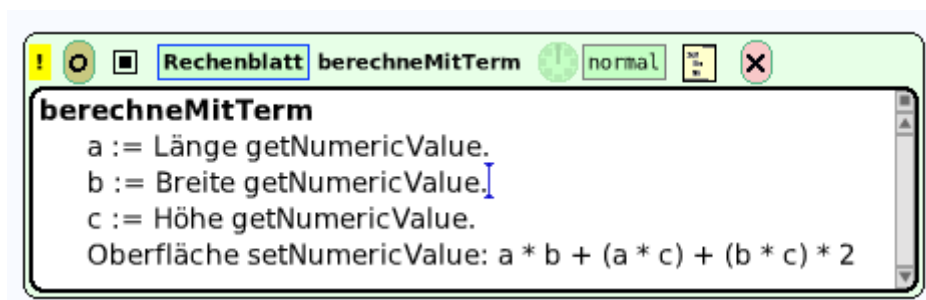 ! O Rechenblatt berechneMitTerm normal
berechneMitTerm
a := Länge getNumericValue.
b := Breite getNumericValue.
c := Höhe getNumericValue.
Oberfläche setNumericValue: a * b + (a * c) + (b * c) * 2